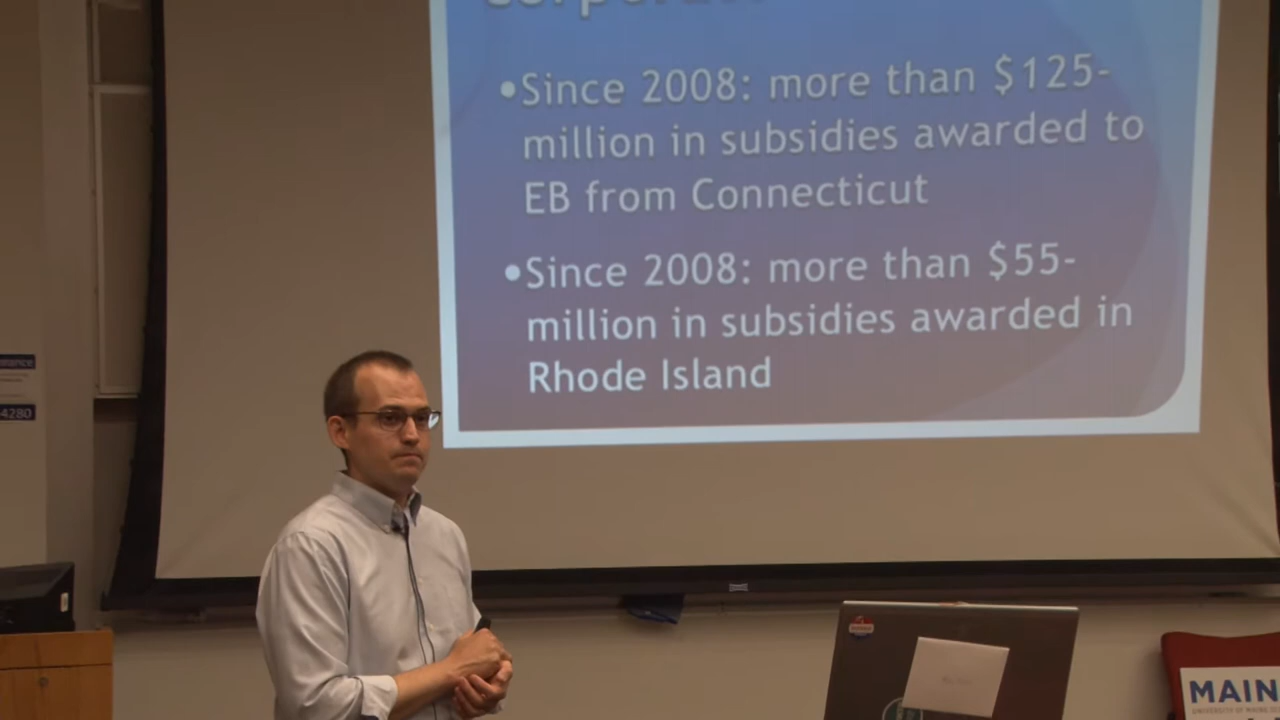 •Since 2008: more than $125-
million in subsidies awarded to
EB from Connecticut
•Since 2008: more than $55-
million in subsidies awarded in
Rhode Island
4280
MAIN